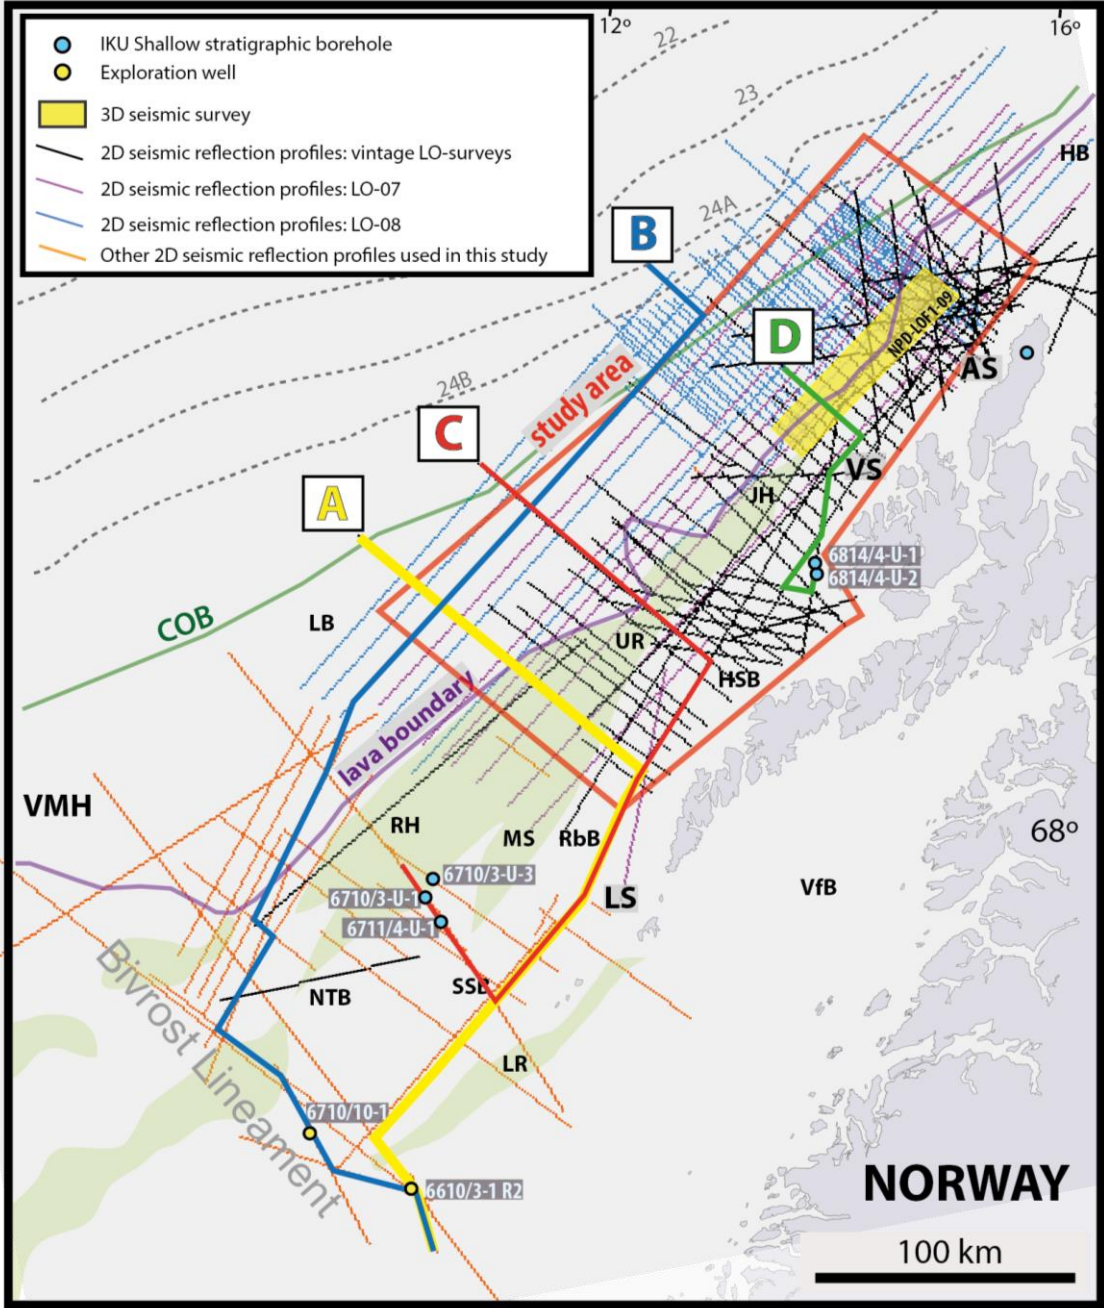 12º
16º
IKU Shallow stratigraphic borehole
Exploration well
3D seismic survey
2D seismic reflection profiles: vintage LO-surveys
2D seismic reflection profiles: LO-07
2D seismic reflection profiles: LO-08
Other 2D seismic reflection profiles used in this study
22
23
24A
24B
HB
B
D
NPD-LOF1-09
AS
study area
C
VS
A
JH
6814/4-U-1
6814/4-U-2
COB
LB
UR
HSB
lava boundary
VMH
RH
MS
RbB
68º
6710/3-U-3
6710/3-U-1
6711/4-U-1
LS
VfB
Bivrost Lineament
NTB
SSB
LR
6710/10-1
6610/3-1 R2
NORWAY
100 km